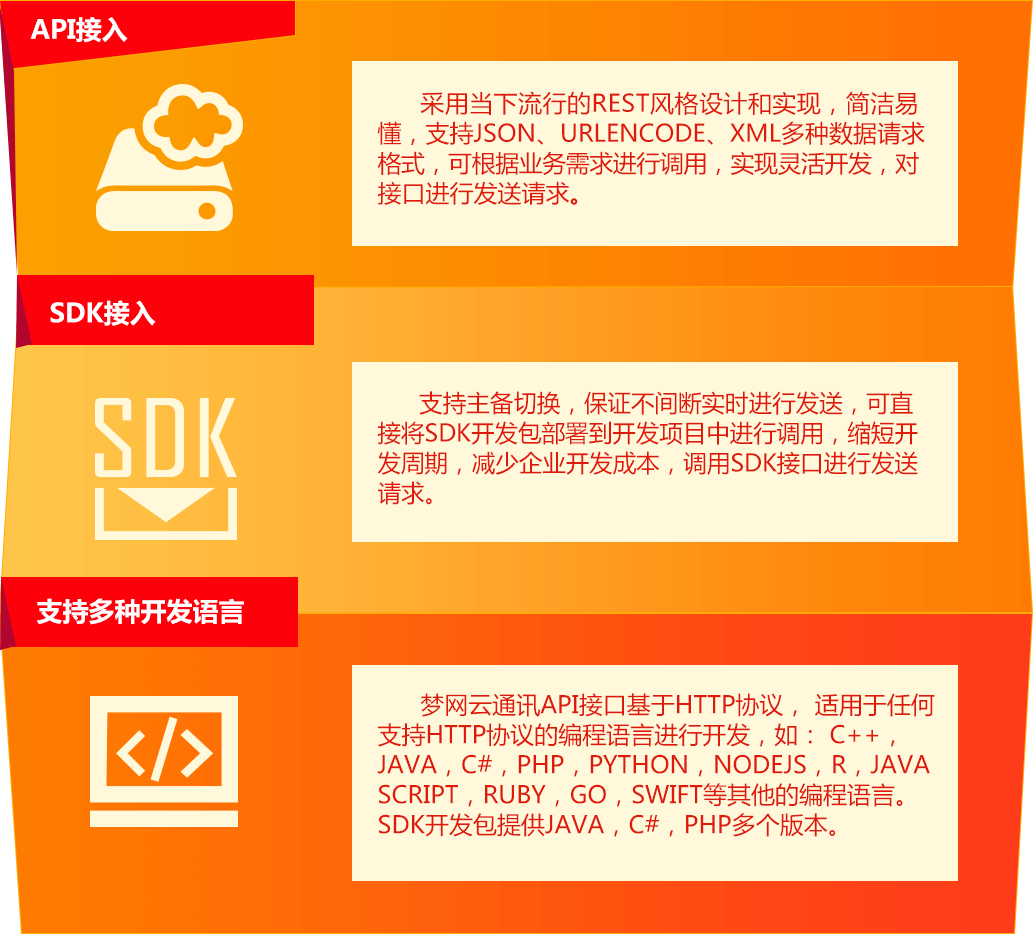 API接入
采用当下流行的REST风格设计和实现，简洁易
懂，支持JSON、URLENCODE、XML多种数据请求
格式，可根据业务需求进行调用，实现灵活开发，对
接口进行发送请求。
SDK接入
SDK
支持主备切换，保证不间断实时进行发送，可直
接将SDK开发包部署到开发项目中进行调用，缩短开
发周期，减少企业开发成本，调用SDK接口进行发送
请求。
支持多种开发语言
</>
梦网云通讯API接口基于HTTP协议， 适用于任何
支持HTTP协议的编程语言进行开发，如： C++，
JAVA，C#，PHP，PYTHON，NODEJS，R，JAVA
SCRIPT，RUBY，GO，SWIFT等其他的编程语言。
SDK开发包提供JAVA，C#，PHP多个版本。